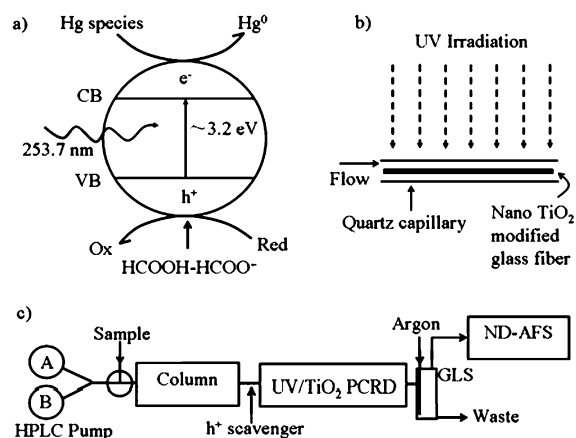 a)
Hg species
Hg⁰
e⁻
CB
~3.2 eV
253.7 nm
VB
h⁺
Ox
Red
HCOOH-HCOO⁻
b)
UV Irradiation
Flow
Quartz capillary
Nano TiO₂
modified
glass fiber
c)
Sample
A
B
HPLC Pump
Column
h⁺ scavenger
UV/TiO₂ PCRD
Argon
GLS
ND-AFS
Waste